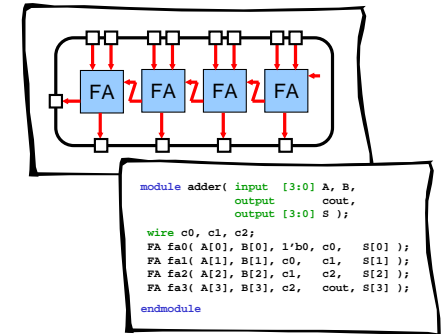 FA FA FA FA
module adder( input [3:0] A, B,
output cout,
output [3:0] S );
wire c0, c1, c2;
FA fa0( A[0], B[0], 1’b0, c0, S[0] );
FA fa1( A[1], B[1], c0, c1, S[1] );
FA fa2( A[2], B[2], c1, c2, S[2] );
FA fa3( A[3], B[3], c2, cout, S[3] );
endmodule